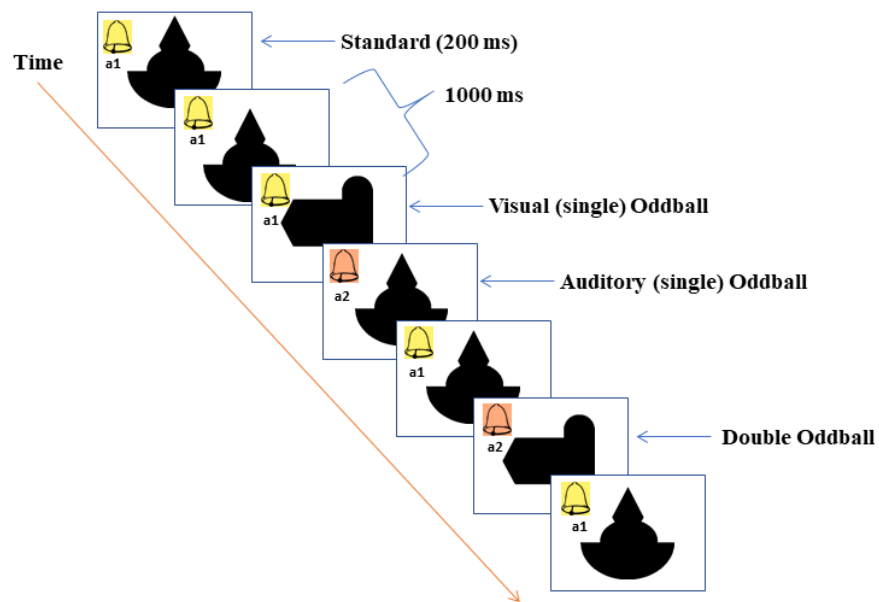 Time
a1
Standard (200 ms)
a1
1000 ms
a1
Visual (single) Oddball
a2
Auditory (single) Oddball
a1
a2
Double Oddball
a1